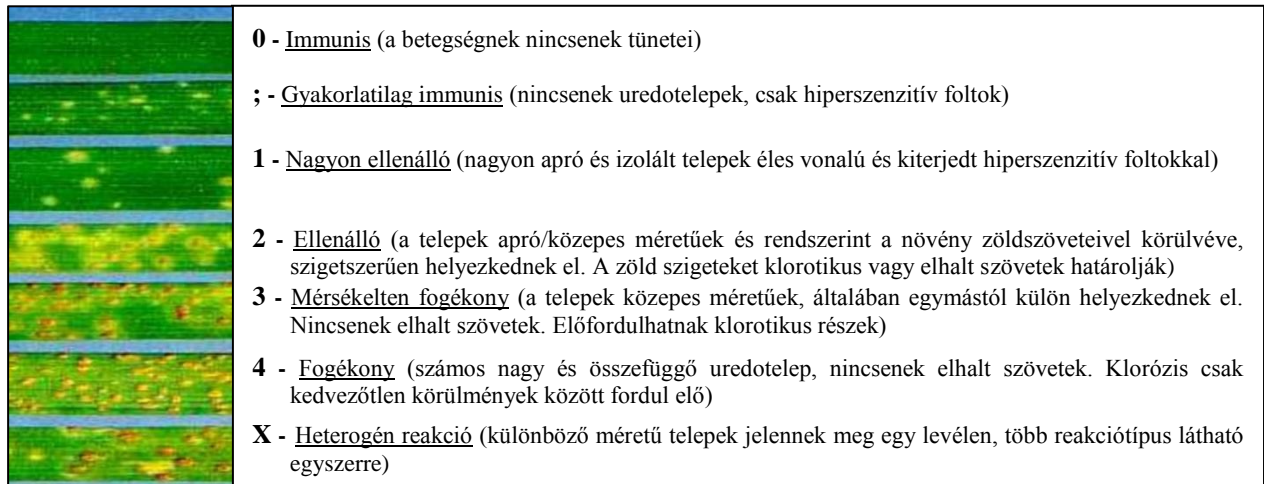 0 - Immunis (a betegségnek nincsenek tünetei)
; - Gyakorlatilag immunis (nincsenek uredotelepek, csak hiperszenzitív foltok)
1 - Nagyon ellenálló (nagyon apró és izolált telepek éles vonalú és kiterjedt hiperszenzitív foltokkal)
2 - Ellenálló (a telepek apró/közepes méretűek és rendszerint a növény zöldszöveteivel körülvéve,
szigetszerűen helyezkednek el. A zöld szigeteket klorotikus vagy elhalt szövetek határolják)
3 - Mérsékelten fogékony (a telepek közepes méretűek, általában egymástól külön helyezkednek el.
Nincsenek elhalt szövetek. Előfordulhatnak klorotikus részek)
4 - Fogékony (számos nagy és összefüggő uredotelep, nincsenek elhalt szövetek. Klorózis csak
kedvezőtlen körülmények között fordul elő)
X - Heterogén reakció (különböző méretű telepek jelennek meg egy levélen, több reakciótípus látható
egyszerre)